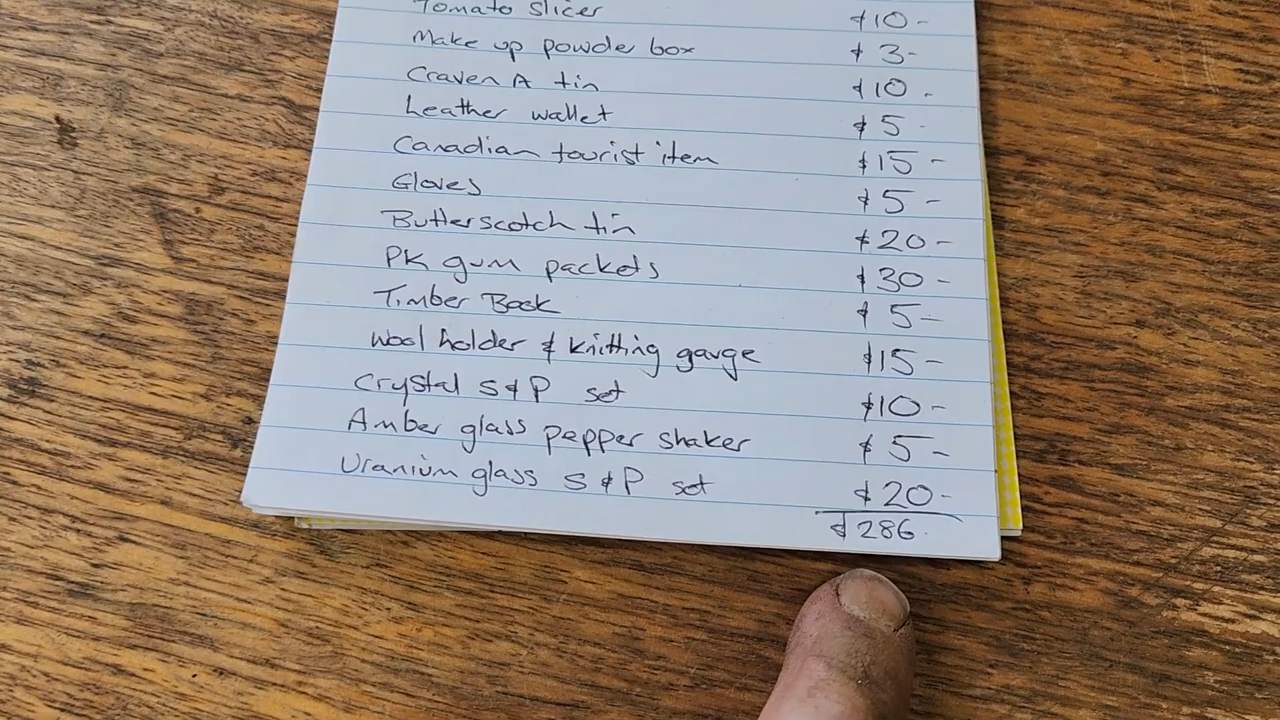 Tomato slicer $10-
Make up powde box $3-
Craven A tin $10-
Leather wallet $5-
Canadian tourist item $15-
Gloves $5-
Butterscotch tin $20-
PK gum packets $30-
Timber Book $5-
Wool holder & knitting gauge $15-
Crystal S&P set $10-
Amber glass pepper shaker $5-
Uranium glass S&P set $20-
$286